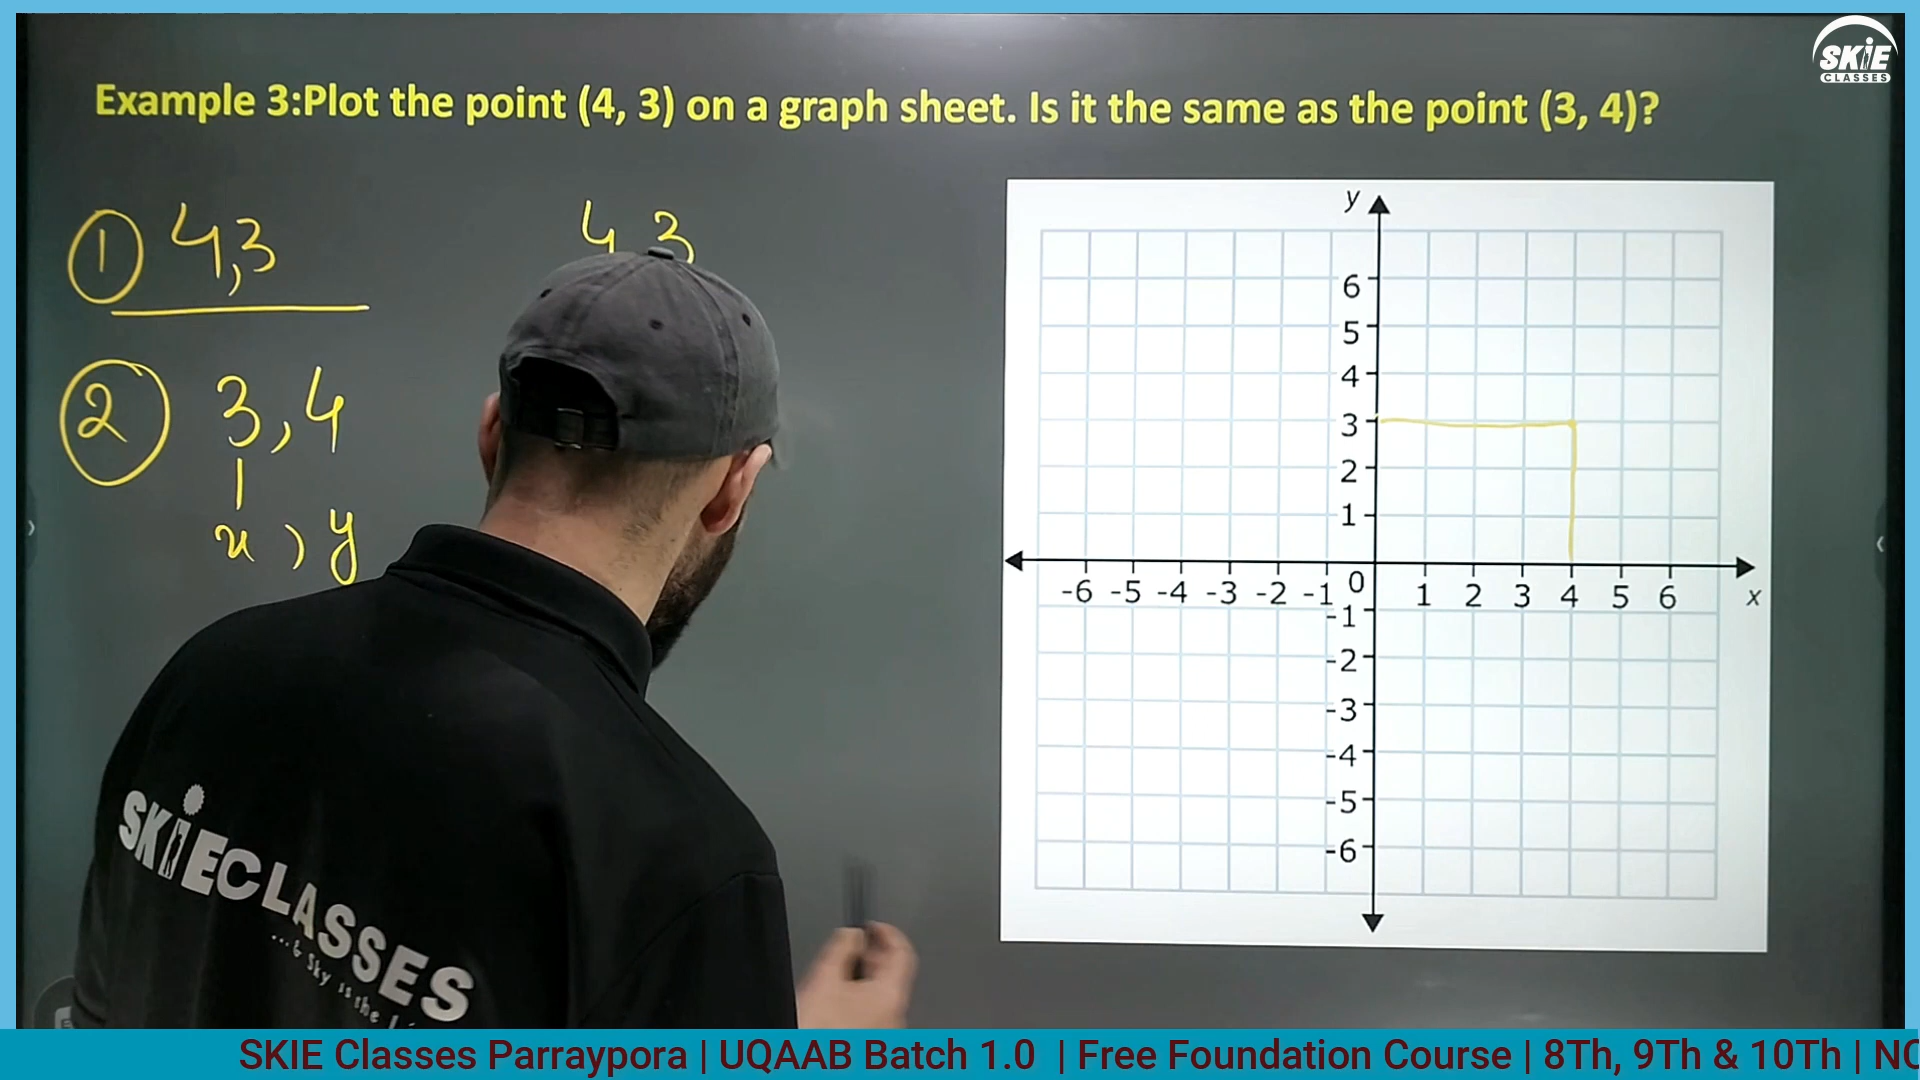 SKiE
CLASSES
Example 3:Plot the point (4, 3) on a graph sheet. Is it the same as the point (3, 4)?
1 4,3
4 3
2 3,4
x, y
y
6
5
4
3
2
1
-6 -5 -4 -3 -2 -1 0 1 2 3 4 5 6 x
-1
-2
-3
-4
-5
-6
SKiECLASSES
...& Sky is the
SKIE Classes Parraypora | UQAAB Batch 1.0 | Free Foundation Course | 8Th, 9Th & 10Th |